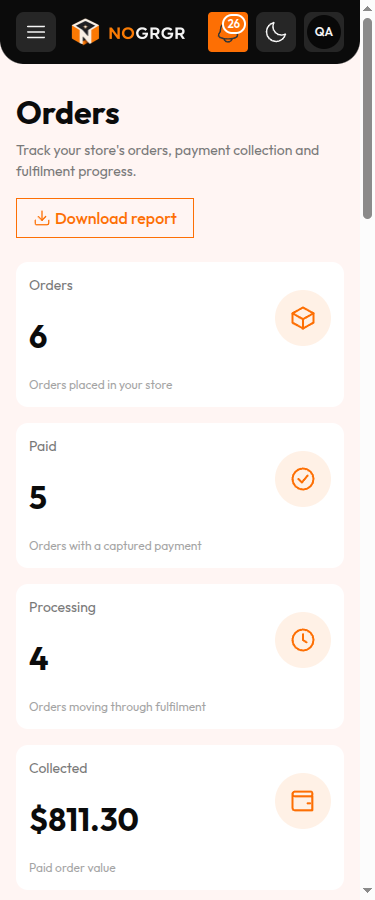 NOGRGR
26
QA
Orders
Track your store's orders, payment collection and
fulfilment progress.
Download report
Orders
6
Orders placed in your store
Paid
5
Orders with a captured payment
Processing
4
Orders moving through fulfilment
Collected
$811.30
Paid order value